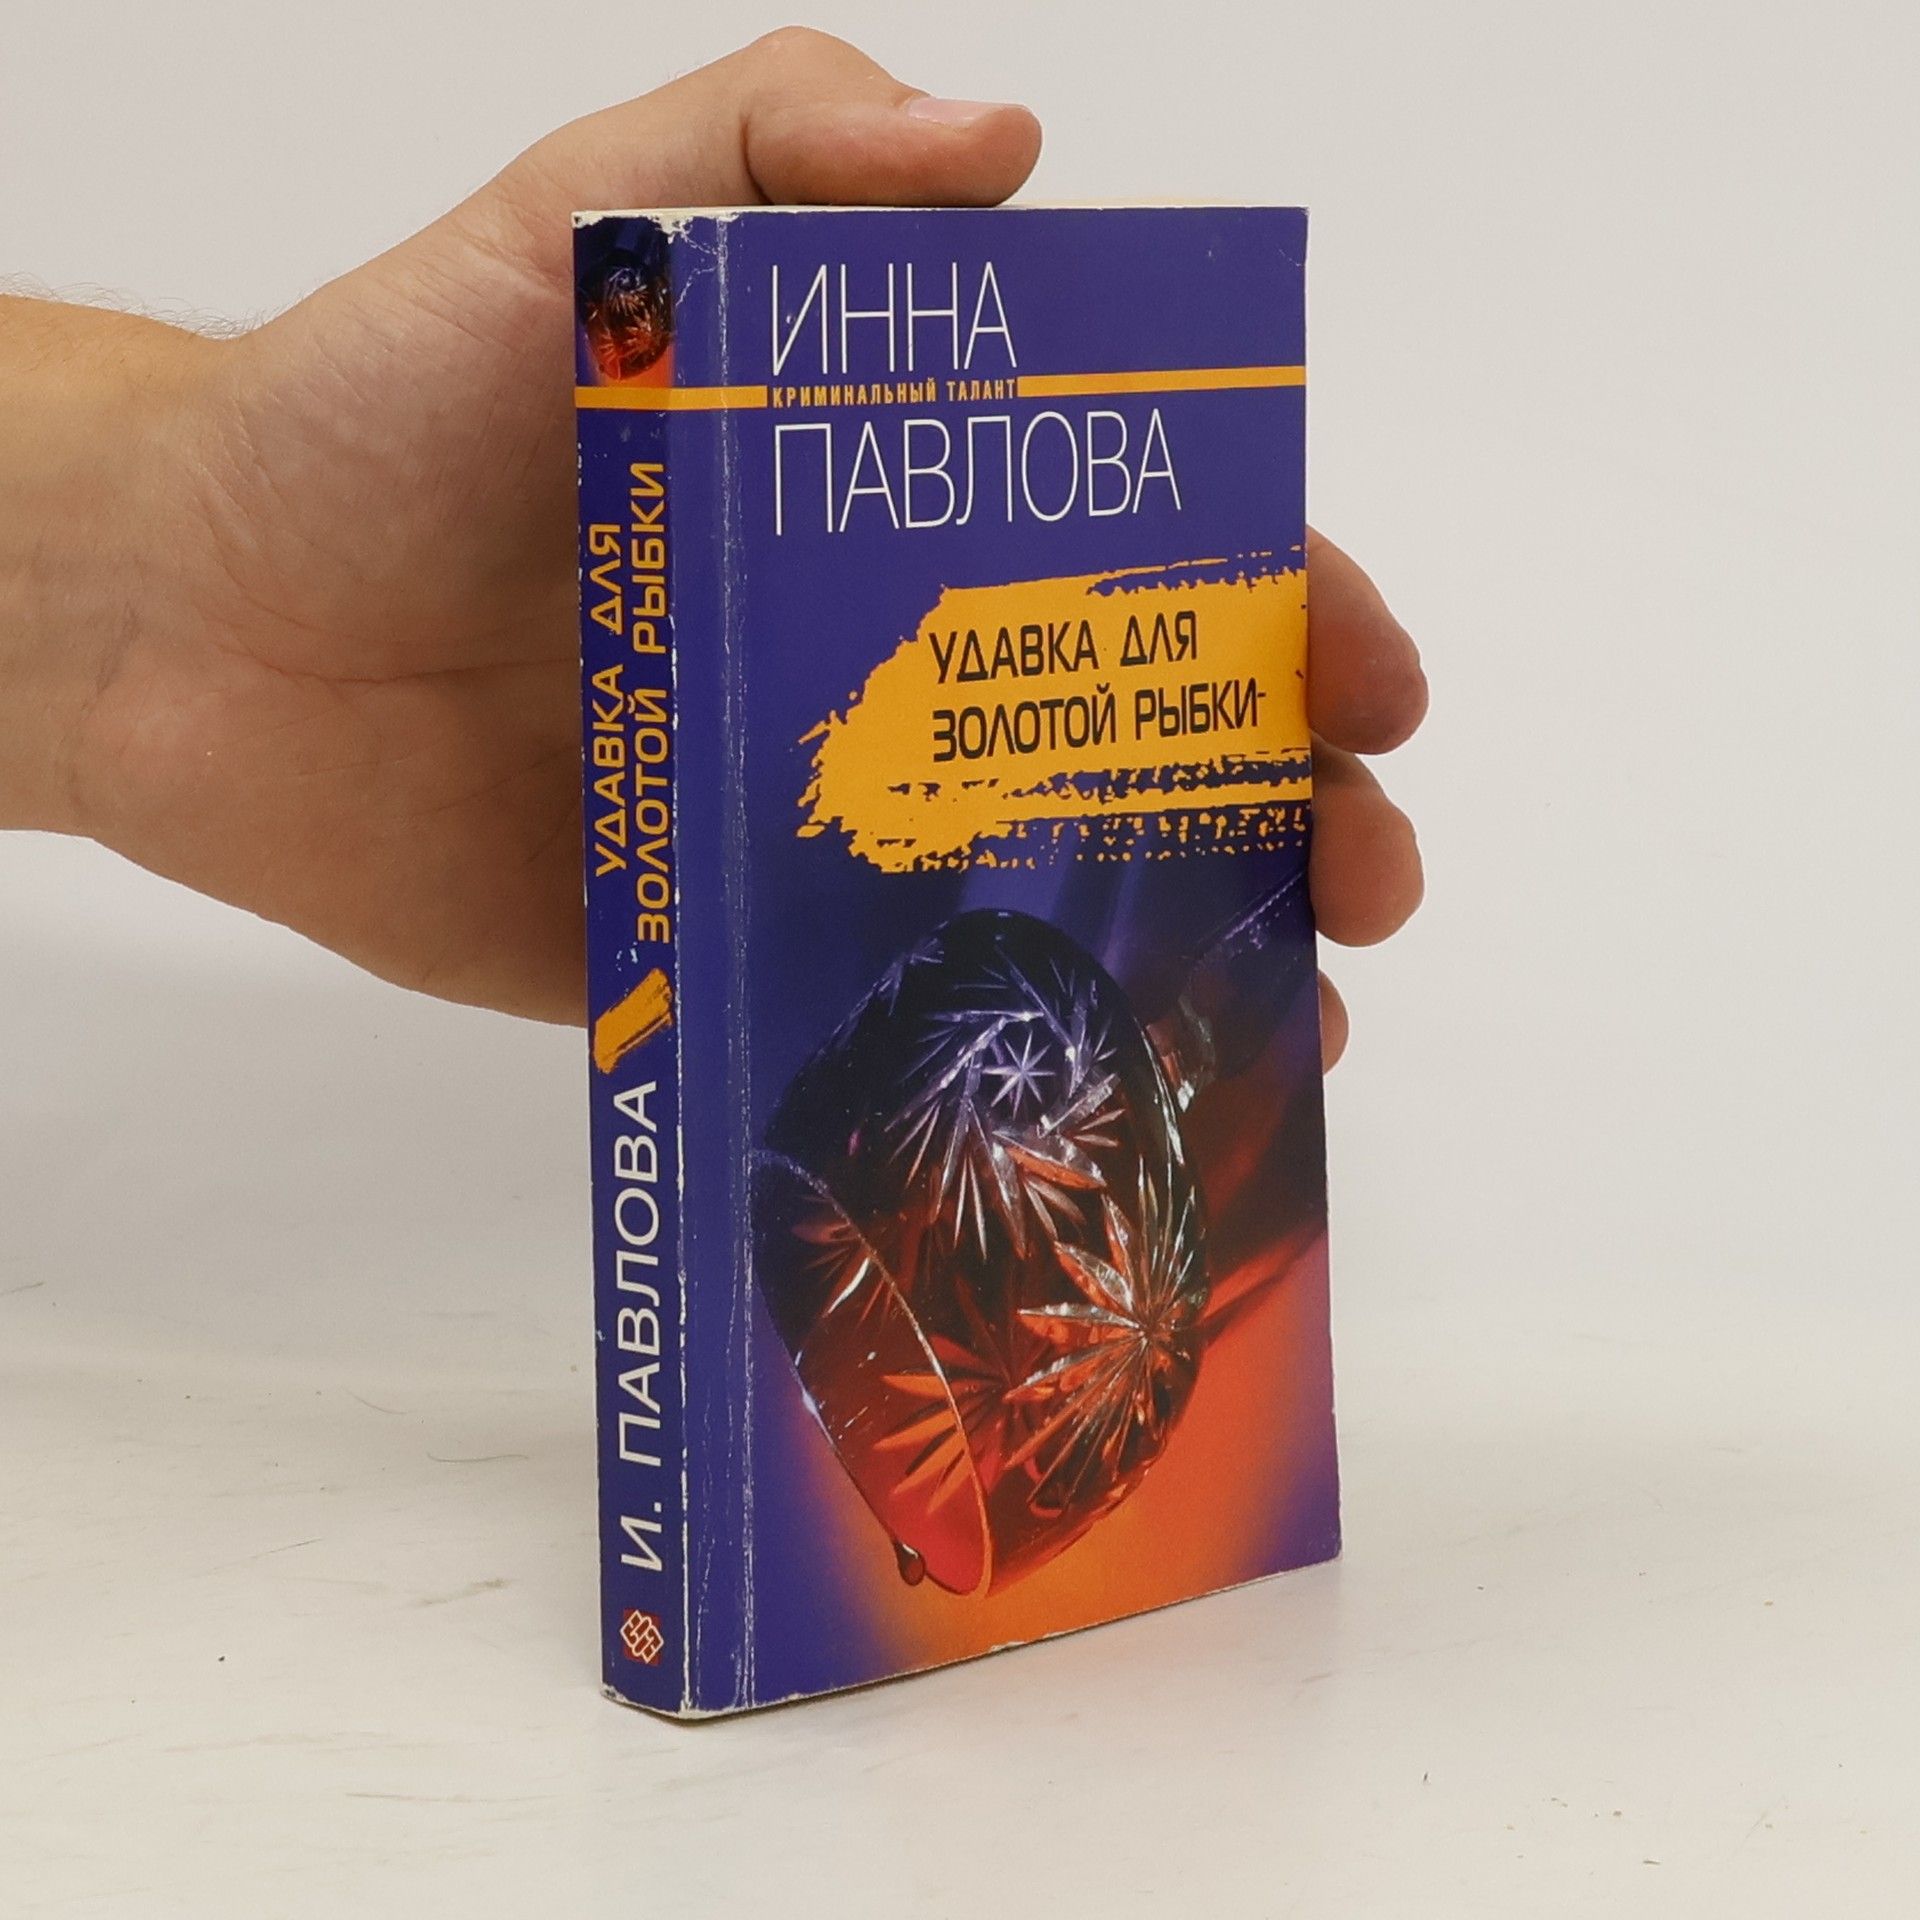 ИННА
КРИМИНАЛЬНЫЙ ТАЛАНТ
ПАВЛОВА
УДАВКА ДЛЯ
ЗОЛОТОЙ РЫБКИ
УДАВКА ДЛЯ
ЗОЛОТОЙ РЫБКИ
И. ПАВЛОВА